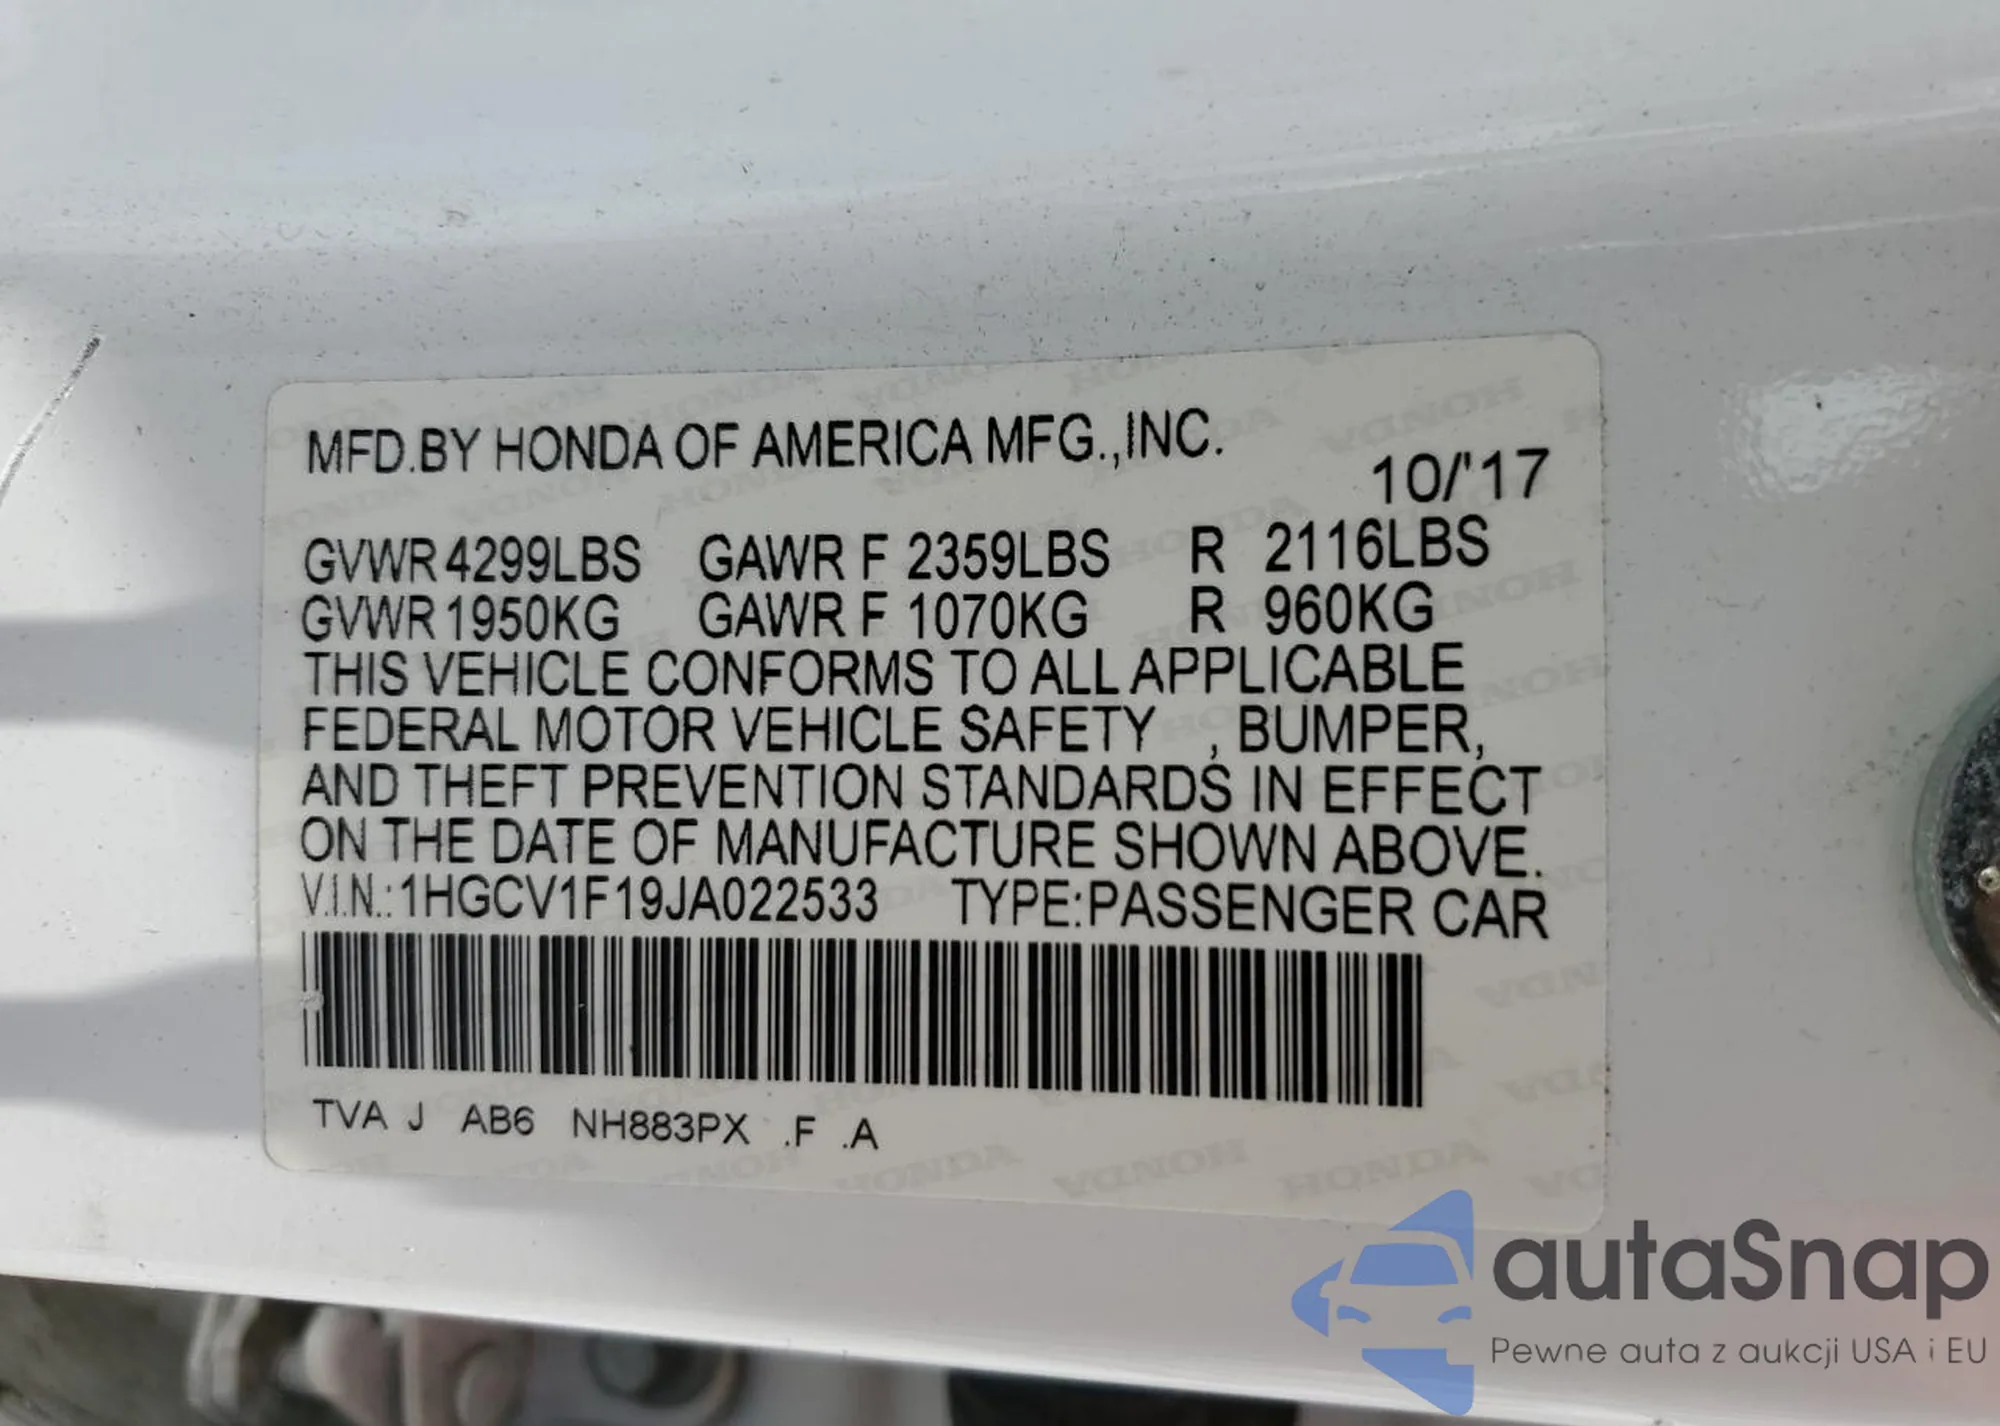 MFD.BY HONDA OF AMERICA MFG.,INC.
10/'17
GVWR 4299LBS GAWR F 2359LBS R 2116LBS
GVWR 1950KG GAWR F 1070KG R 960KG
THIS VEHICLE CONFORMS TO ALL APPLICABLE
FEDERAL MOTOR VEHICLE SAFETY , BUMPER,
AND THEFT PREVENTION STANDARDS IN EFFECT
ON THE DATE OF MANUFACTURE SHOWN ABOVE.
V.I.N.:1HGCV1F19JA022533 TYPE:PASSENGER CAR
TVA J AB6 NH883PX .F .A
autaSnap
Pewne auta z aukcji USA i EU